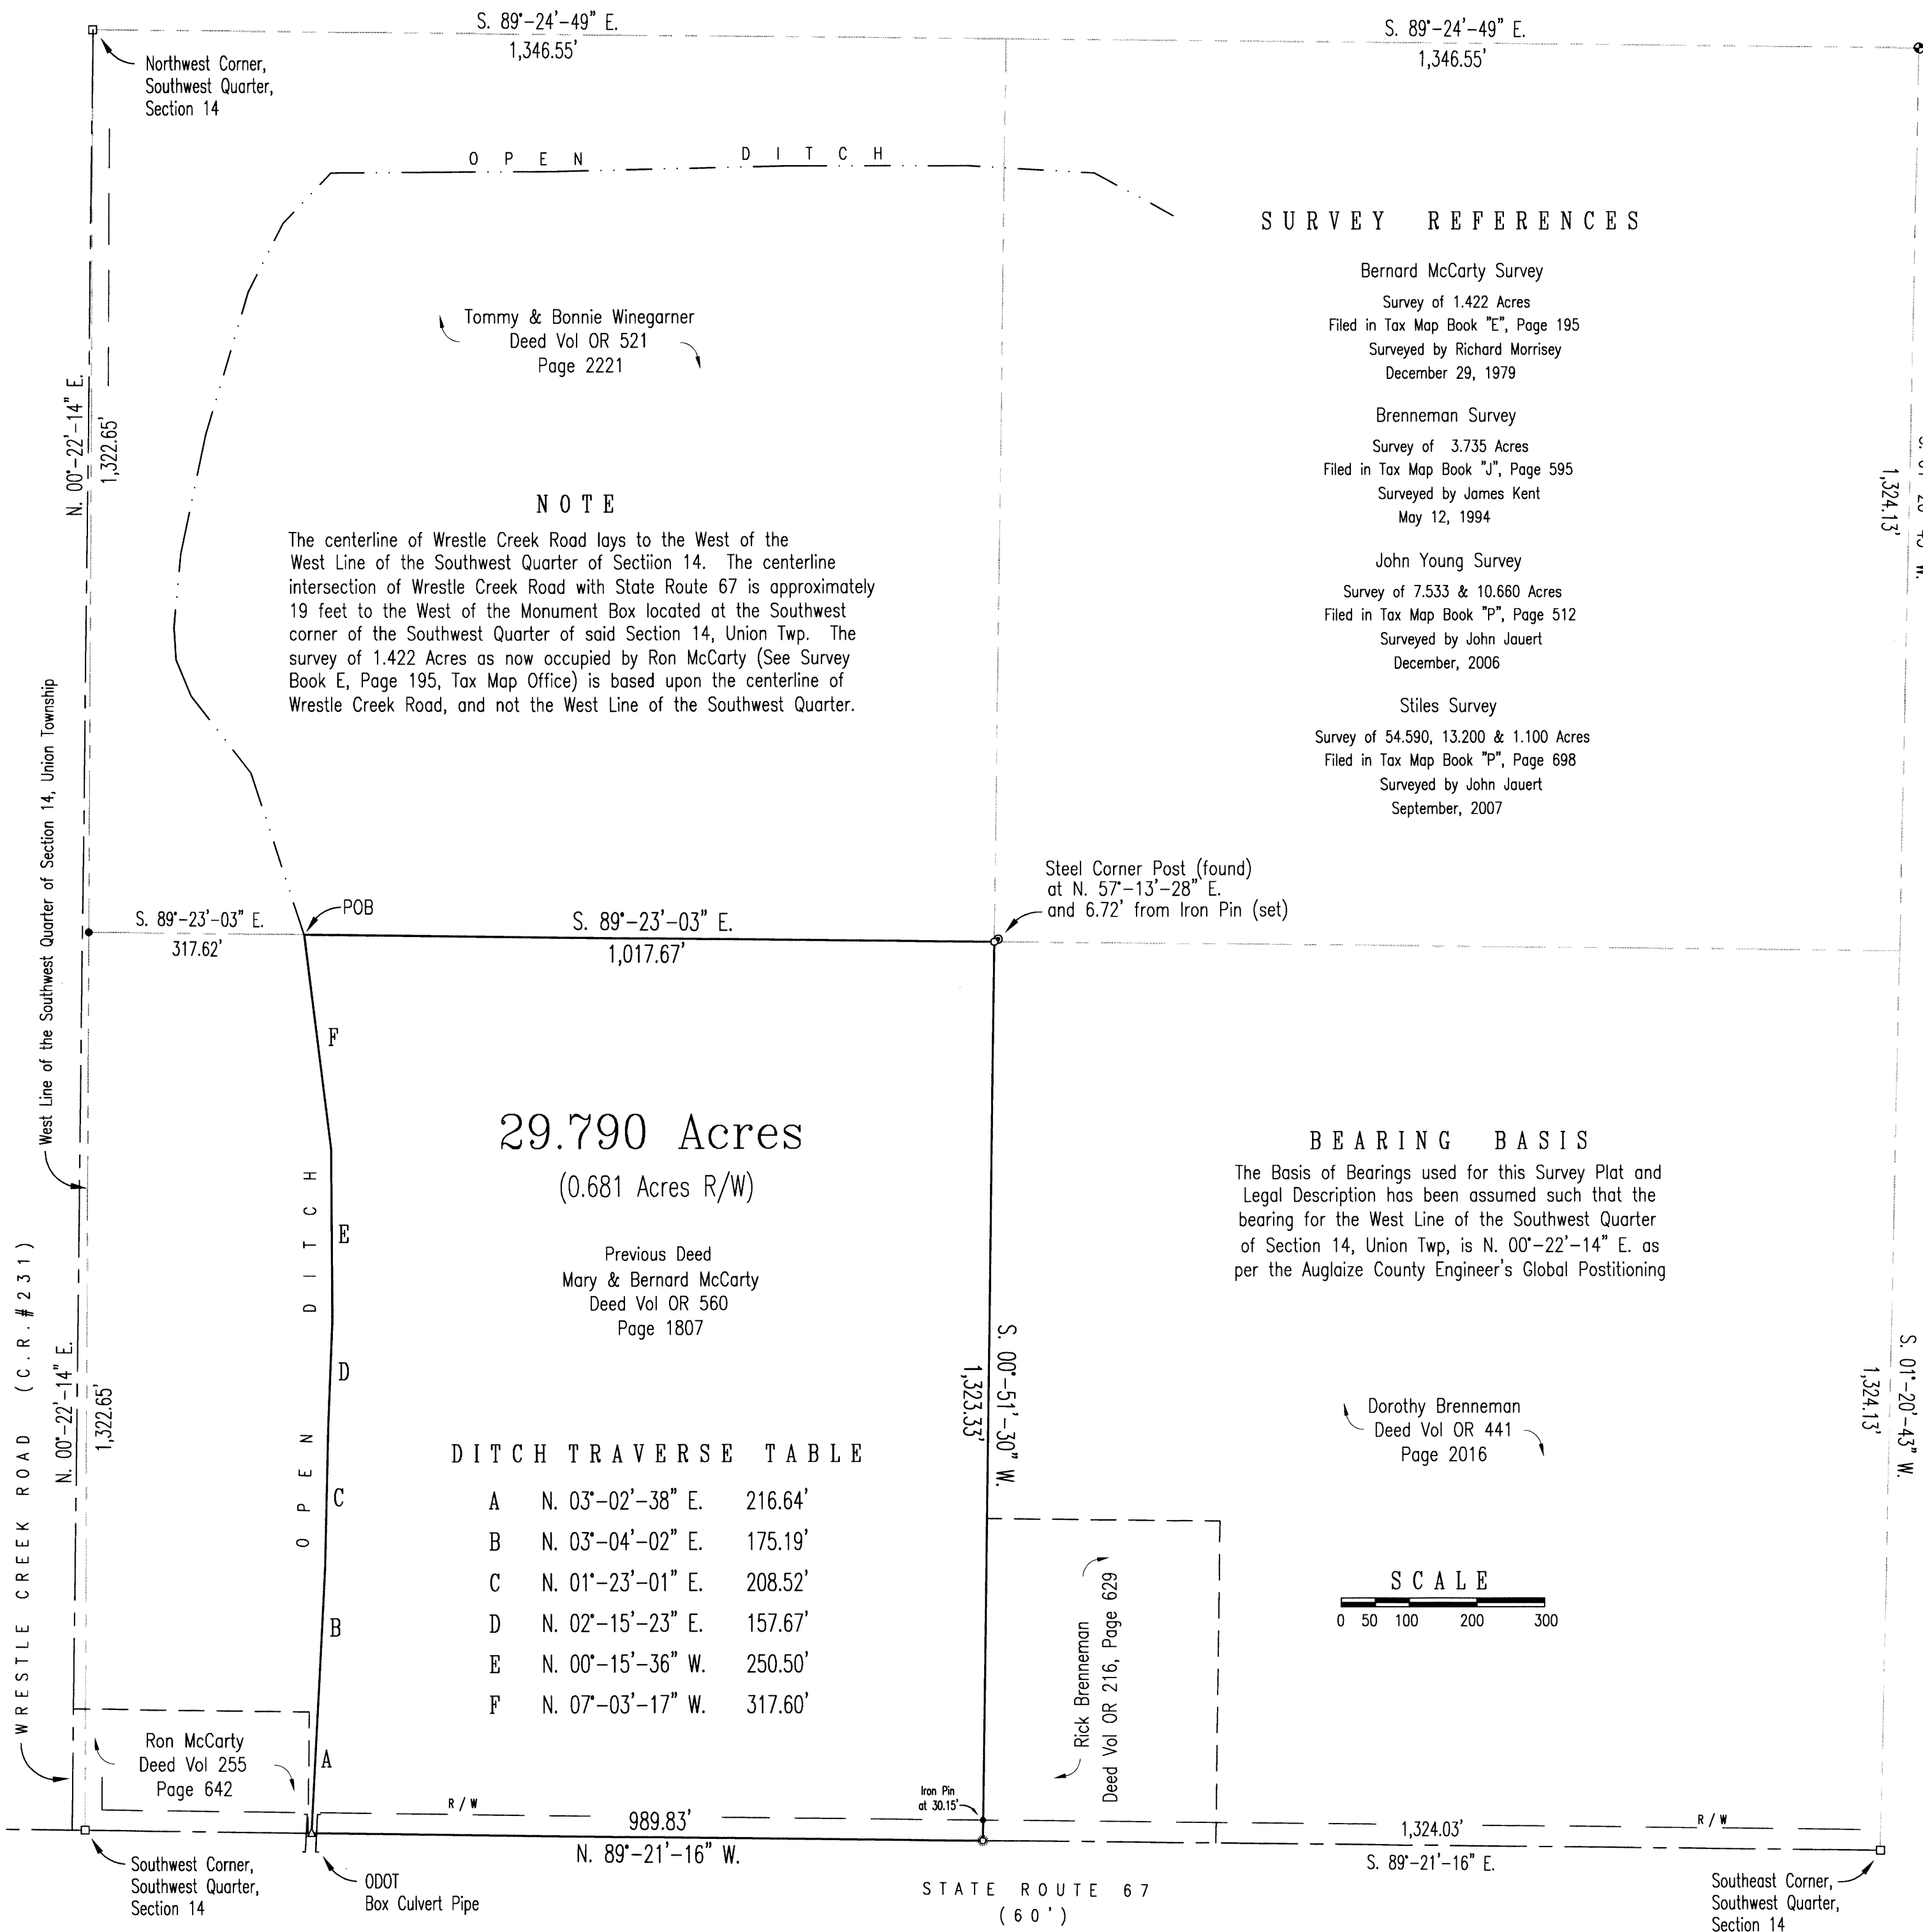 S. 89°-24'-49" E.
1,346.55'
S. 89°-24'-49" E.
1,346.55'
Northwest Corner,
Southwest Quarter,
Section 14
O P E N D I T C H
SURVEY REFERENCES
Bernard McCarty Survey
Survey of 1.422 Acres
Filed in Tax Map Book "E", Page 195
Surveyed by Richard Morrisey
December 29, 1979
Brenneman Survey
Survey of 3.735 Acres
Filed in Tax Map Book "J", Page 595
Surveyed by James Kent
May 12, 1994
John Young Survey
Survey of 7.533 & 10.660 Acres
Filed in Tax Map Book "P", Page 512
Surveyed by John Jauert
December, 2006
Stiles Survey
Survey of 54.590, 13.200 & 1.100 Acres
Filed in Tax Map Book "P", Page 698
Surveyed by John Jauert
September, 2007
Tommy & Bonnie Winegarner
Deed Vol OR 521
Page 2221
N. 00°-22'-14" E.
1,322.65'
1,324.13'
NOTE
The centerline of Wrestle Creek Road lays to the West of the
West Line of the Southwest Quarter of Sectiion 14. The centerline
intersection of Wrestle Creek Road with State Route 67 is approximately
19 feet to the West of the Monument Box located at the Southwest
corner of the Southwest Quarter of said Section 14, Union Twp. The
survey of 1.422 Acres as now occupied by Ron McCarty (See Survey
Book E, Page 195, Tax Map Office) is based upon the centerline of
Wrestle Creek Road, and not the West Line of the Southwest Quarter.
West Line of the Southwest Quarter of Section 14, Union Township
Steel Corner Post (found)
at N. 57°-13'-28" E.
and 6.72' from Iron Pin (set)
POB
S. 89°-23'-03" E.
317.62'
S. 89°-23'-03" E.
1,017.67'
F
29.790 Acres
(0.681 Acres R/W)
Previous Deed
Mary & Bernard McCarty
Deed Vol OR 560
Page 1807
OPEN DITCH
E
D
C
B
A
BEARING BASIS
The Basis of Bearings used for this Survey Plat and
Legal Description has been assumed such that the
bearing for the West Line of the Southwest Quarter
of Section 14, Union Twp, is N. 00°-22'-14" E. as
per the Auglaize County Engineer's Global Postitioning
WRESTLE CREEK ROAD (C.R.#231)
N. 00°-22'-14" E.
1,322.65'
S. 00°-51'-30" W.
1,323.33'
S. 01°-20'-43" W.
1,324.13'
Dorothy Brenneman
Deed Vol OR 441
Page 2016
DITCH TRAVERSE TABLE
A N. 03°-02'-38" E. 216.64'
B N. 03°-04'-02" E. 175.19'
C N. 01°-23'-01" E. 208.52'
D N. 02°-15'-23" E. 157.67'
E N. 00°-15'-36" W. 250.50'
F N. 07°-03'-17" W. 317.60'
SCALE
0 50 100 200 300
Rick Brenneman
Deed Vol OR 216, Page 629
Ron McCarty
Deed Vol 255
Page 642
R/W
Iron Pin
at 30.15'
989.83'
N. 89°-21'-16" W.
1,324.03'
S. 89°-21'-16" E.
R/W
Southwest Corner,
Southwest Quarter,
Section 14
ODOT
Box Culvert Pipe
STATE ROUTE 67
(60')
Southeast Corner,
Southwest Quarter,
Section 14